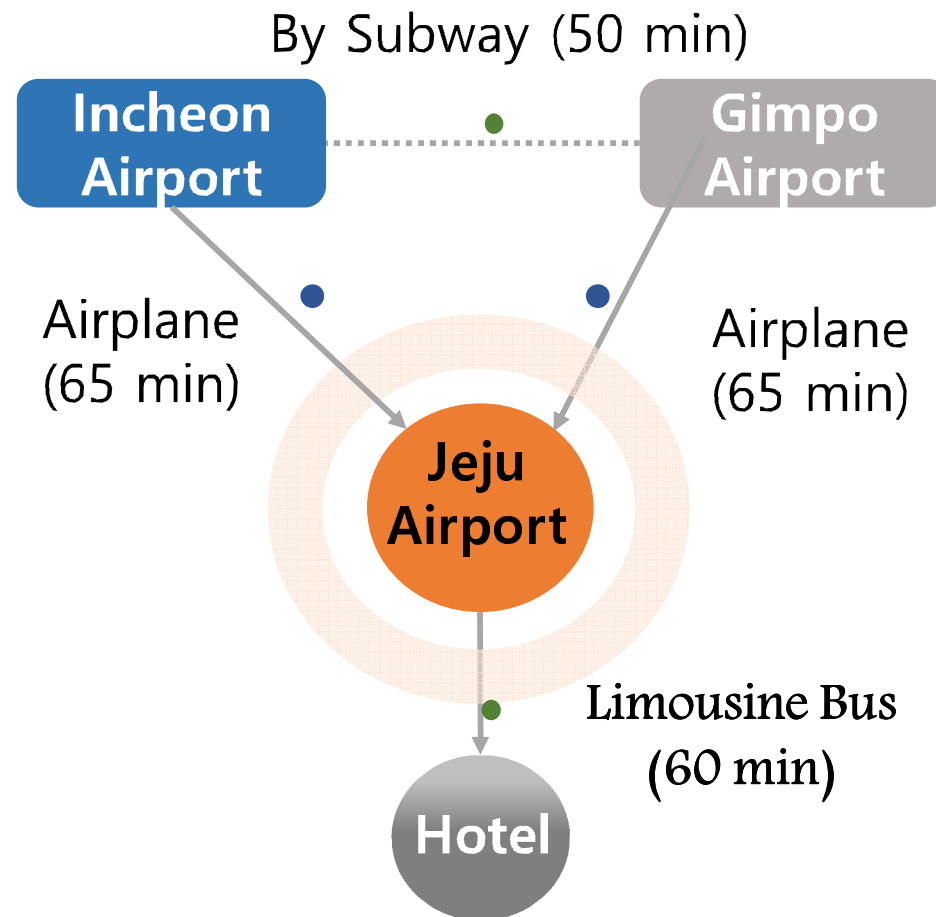 By Subway (50 min)
Incheon
Airport
Gimpo
Airport
Airplane
(65 min)
Airplane
(65 min)
Jeju
Airport
Limousine Bus
(60 min)
Hotel